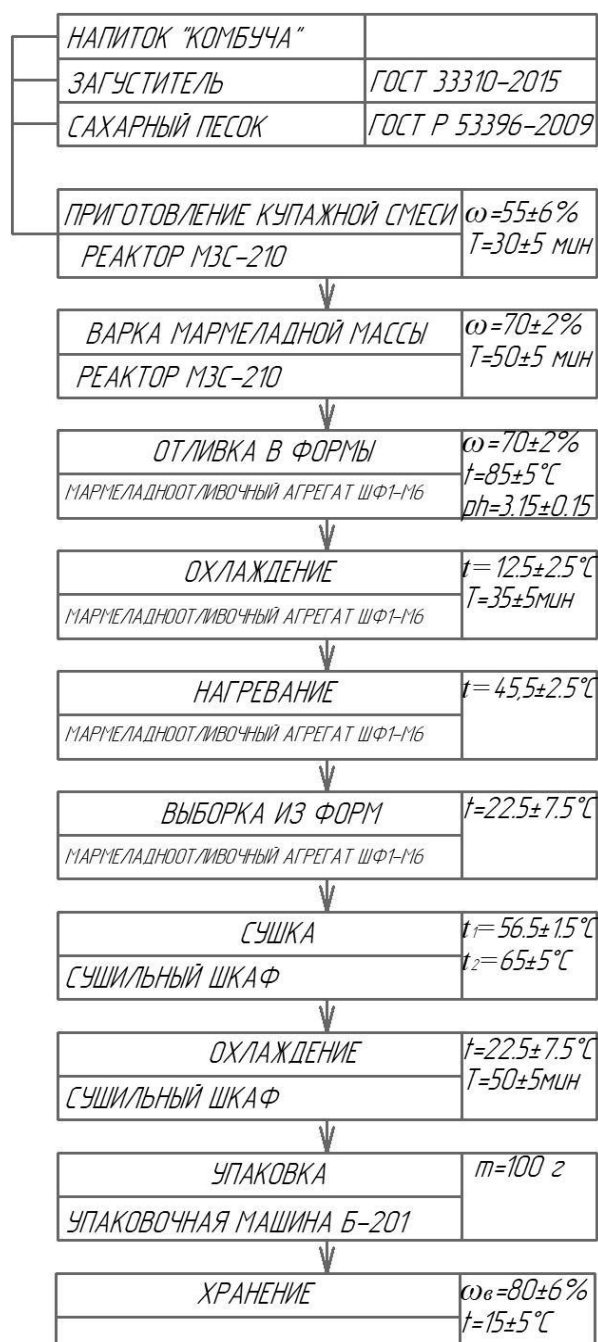 НАПИТОК "КОМБУЧА"
ЗАГУСТИТЕЛЬ ГОСТ 33310-2015
САХАРНЫЙ ПЕСОК ГОСТ Р 53396-2009
ПРИГОТОВЛЕНИЕ КУПАЖНОЙ СМЕСИ ω=55±6%
РЕАКТОР МЗС-210 T=30±5 мин
ВАРКА МАРМЕЛАДНОЙ МАССЫ ω=70±2%
РЕАКТОР МЗС-210 T=50±5 мин
ОТЛИВКА В ФОРМЫ ω=70±2%
t=85±5°C
МАРМЕЛАДНООТЛИВОЧНЫЙ АГРЕГАТ ШФ1-М6 ph=3.15±0.15
ОХЛАЖДЕНИЕ t=12.5±2.5°C
T=35±5мин
МАРМЕЛАДНООТЛИВОЧНЫЙ АГРЕГАТ ШФ1-М6
НАГРЕВАНИЕ t=45,5±2.5°C
МАРМЕЛАДНООТЛИВОЧНЫЙ АГРЕГАТ ШФ1-М6
ВЫБОРКА ИЗ ФОРМ t=22.5±7.5°C
МАРМЕЛАДНООТЛИВОЧНЫЙ АГРЕГАТ ШФ1-М6
СУШКА t₁=56.5±1.5°C
СУШИЛЬНЫЙ ШКАФ t₂=65±5°C
ОХЛАЖДЕНИЕ t=22.5±7.5°C
СУШИЛЬНЫЙ ШКАФ T=50±5мин
УПАКОВКА m=100 г
УПАКОВОЧНАЯ МАШИНА Б-201
ХРАНЕНИЕ ωв=80±6%
t=15±5°C